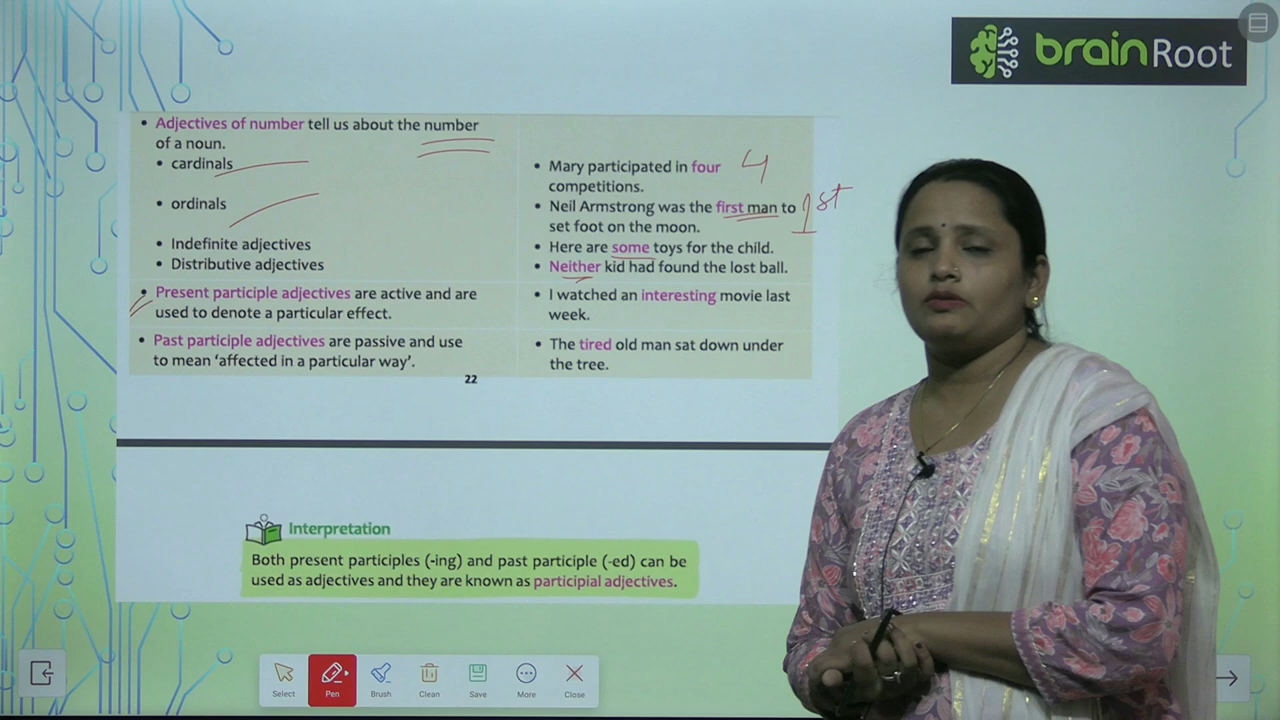 brainRoot
• Adjectives of number tell us about the number
of a noun.
• cardinals
• ordinals
• Indefinite adjectives
• Distributive adjectives
• Mary participated in four 4
competitions.
• Neil Armstrong was the first man to 1st
set foot on the moon.
• Here are some toys for the child.
• Neither kid had found the lost ball.
• Present participle adjectives are active and are
used to denote a particular effect.
• I watched an interesting movie last
week.
• Past participle adjectives are passive and use
to mean ‘affected in a particular way’.
• The tired old man sat down under
the tree.
22
Interpretation
Both present participles (-ing) and past participle (-ed) can be
used as adjectives and they are known as participial adjectives.
Select Pen Brush Clean Save More Close